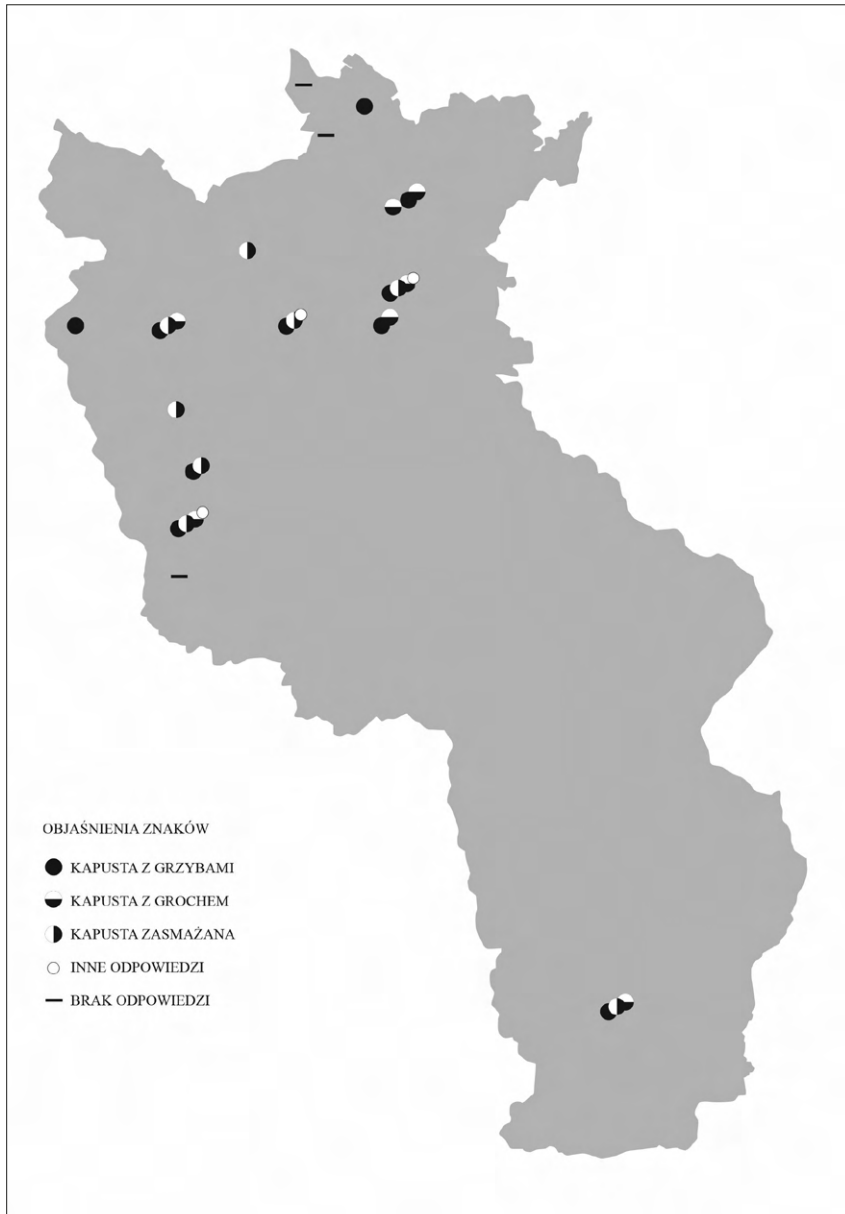 OBJAŚNIENIA ZNAKÓW
KAPUSTA Z GRZYBAMI
KAPUSTA Z GROCHEM
KAPUSTA ZASMAŻANA
INNE ODPOWIEDZI
BRAK ODPOWIEDZI